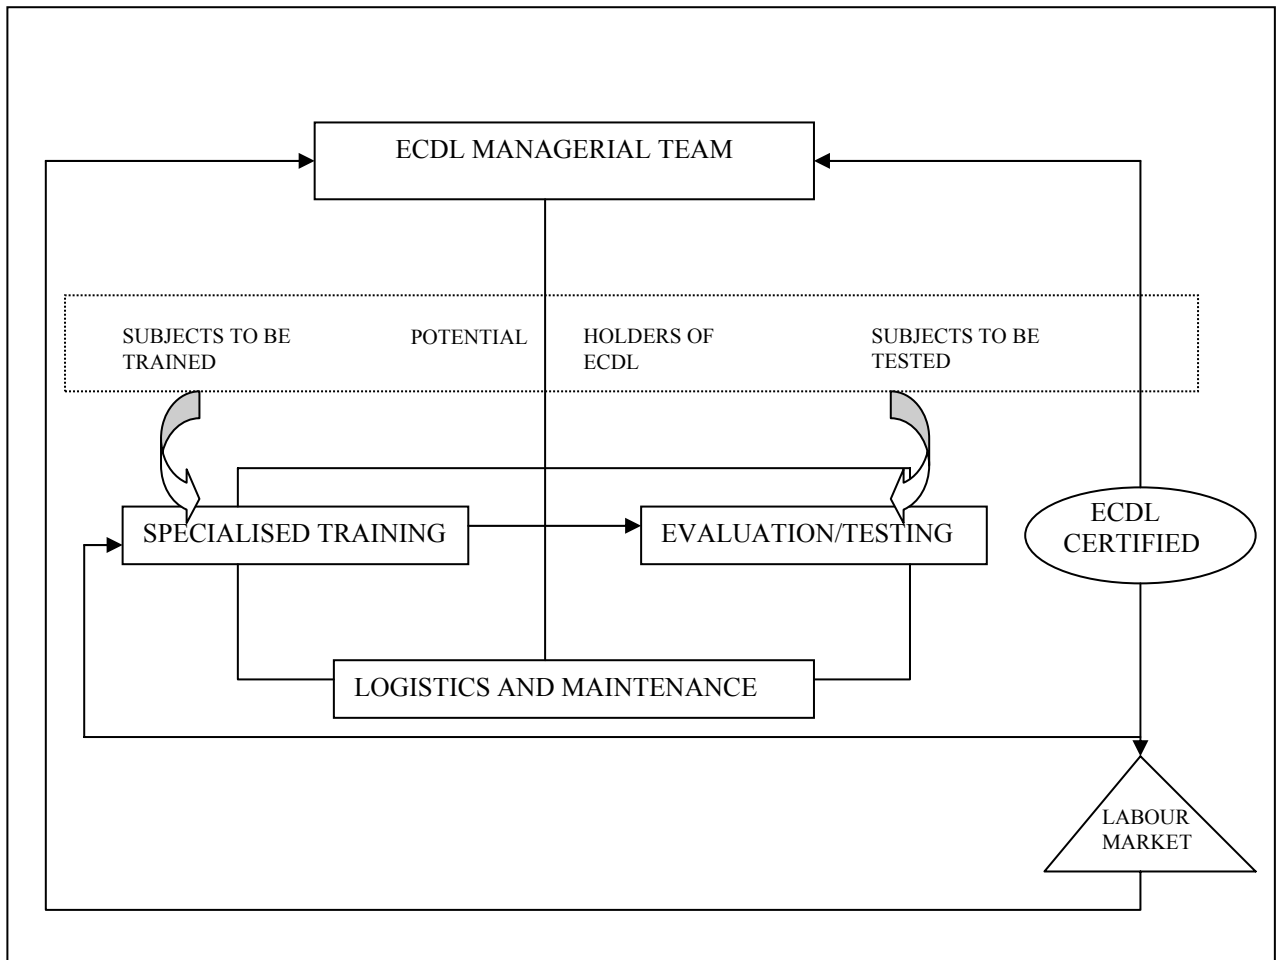 ECDL MANAGERIAL TEAM
SUBJECTS TO BE
TRAINED
POTENTIAL
HOLDERS OF
ECDL
SUBJECTS TO BE
TESTED
SPECIALISED TRAINING
EVALUATION/TESTING
ECDL
CERTIFIED
LOGISTICS AND MAINTENANCE
LABOUR
MARKET